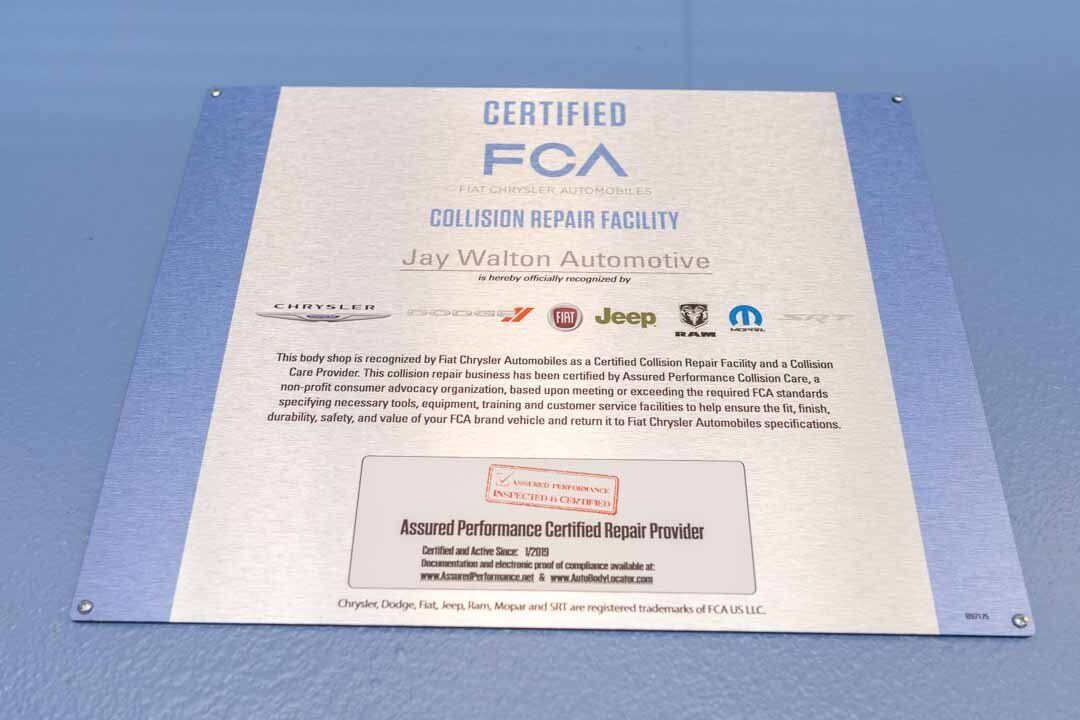 CERTIFIED
FCA
FIAT CHRYSLER AUTOMOBILES
COLLISION REPAIR FACILITY
Jay Walton Automotive
is hereby officially recognized by
CHRYSLER DODGE FIAT Jeep RAM MOPAR SRT
This body shop is recognized by Fiat Chrysler Automobiles as a Certified Collision Repair Facility and a Collision
Care Provider. This collision repair business has been certified by Assured Performance Collision Care, a
non-profit consumer advocacy organization, based upon meeting or exceeding the required FCA standards
specifying necessary tools, equipment, training and customer service facilities to help ensure the fit, finish,
durability, safety, and value of your FCA brand vehicle and return it to Fiat Chrysler Automobiles specifications.
ASSURED PERFORMANCE
INSPECTED & CERTIFIED
Assured Performance Certified Repair Provider
Certified and Active Since: 1/2019
Documentation and electronic proof of compliance available at:
www.AssuredPerformance.net & www.AutoBodyLocator.com
Chrysler, Dodge, Fiat, Jeep, Ram, Mopar and SRT are registered trademarks of FCA US LLC.